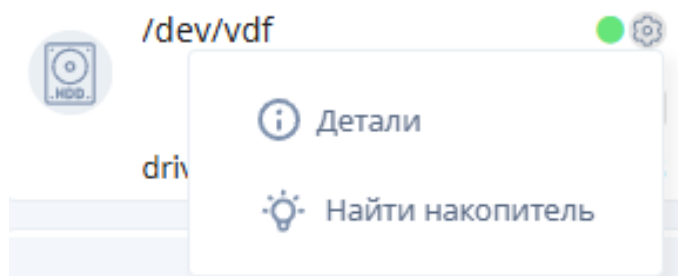 /dev/vdf
HDD
Детали
driv
Найти накопитель